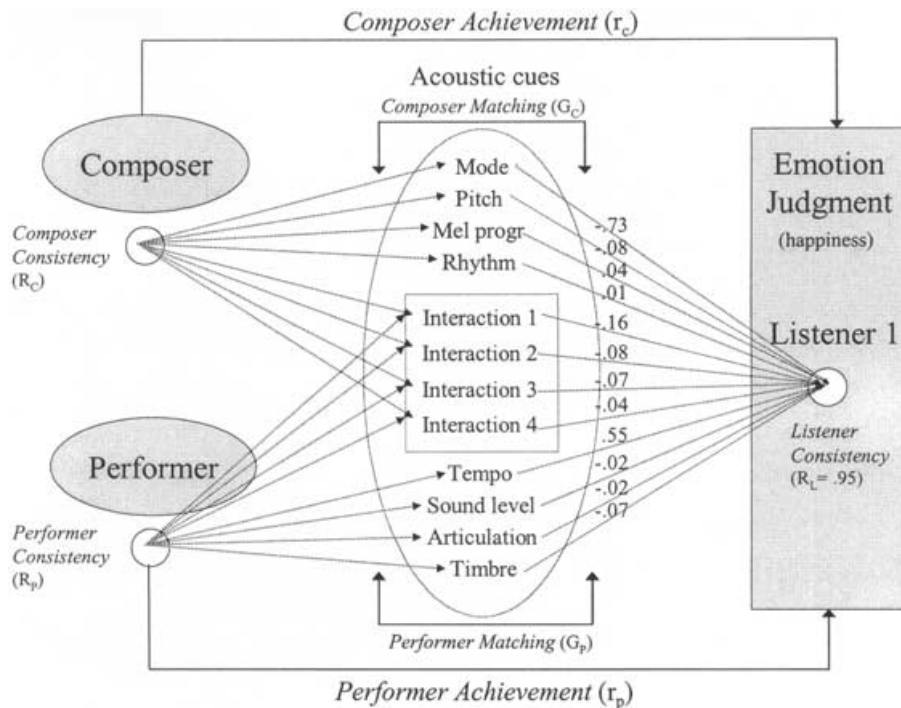 Composer Achievement (rc)
Acoustic cues
Composer Matching (GC)
Composer
Composer
Consistency
(RC)
Mode
Pitch
Mel progr
Rhythm
Interaction 1
Interaction 2
Interaction 3
Interaction 4
Tempo
Sound level
Articulation
Timbre
-.73
-.08
.04
.01
-.16
-.08
-.07
-.04
.55
-.02
-.02
-.07
Emotion
Judgment
(happiness)
Listener 1
Listener
Consistency
(RL= .95)
Performer
Performer
Consistency
(RP)
Performer Matching (GP)
Performer Achievement (rp)